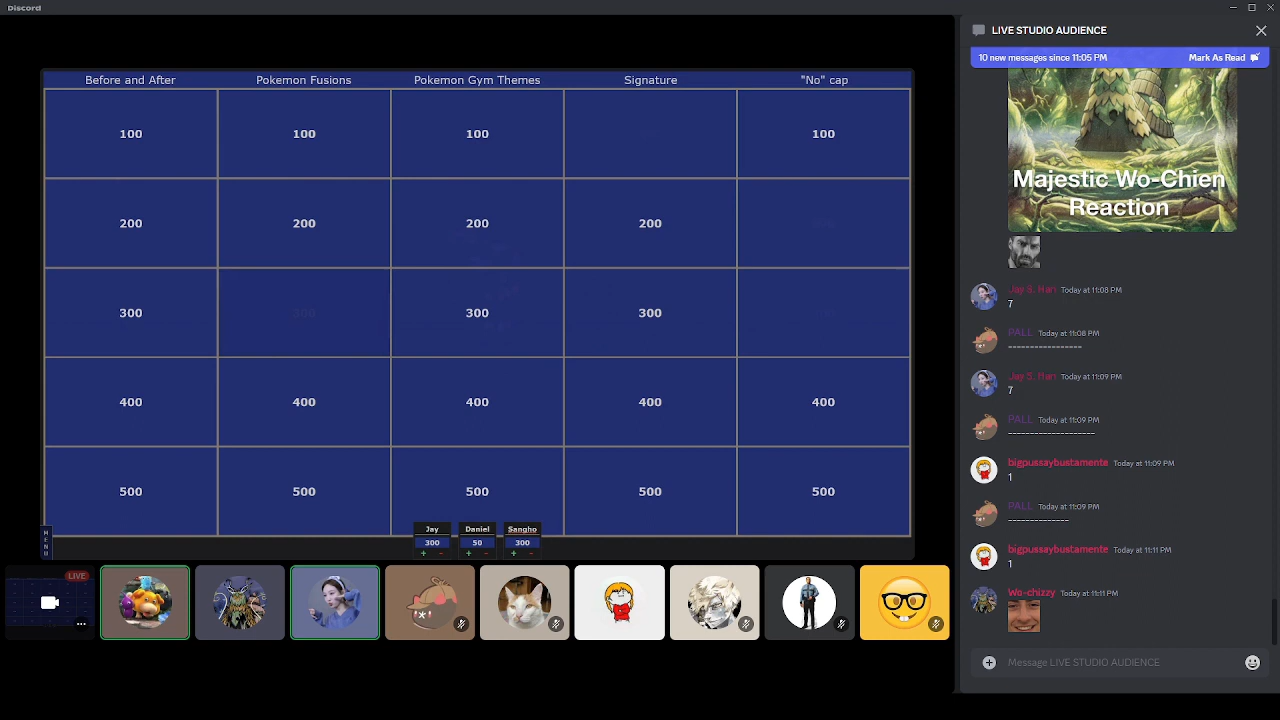 Discord
LIVE STUDIO AUDIENCE
10 new messages since 11:05 PM Mark As Read
Before and After Pokemon Fusions Pokemon Gym Themes Signature "No" cap
100 100 100 100
200 200 200 200
300 300 300 300
400 400 400 400 400
500 500 500 500 500
MENU
Jay Daniel Sangho
300 50 300
+ - + - + -
LIVE
Majestic Wo-Chien
Reaction
Jay S. Han Today at 11:08 PM
7
PALL Today at 11:08 PM
-----------------
Jay S. Han Today at 11:09 PM
7
PALL Today at 11:09 PM
--------------------
bigpussaybustamente Today at 11:09 PM
1
PALL Today at 11:09 PM
--------------
bigpussaybustamente Today at 11:11 PM
1
Wo-chizzy Today at 11:11 PM
Message LIVE STUDIO AUDIENCE